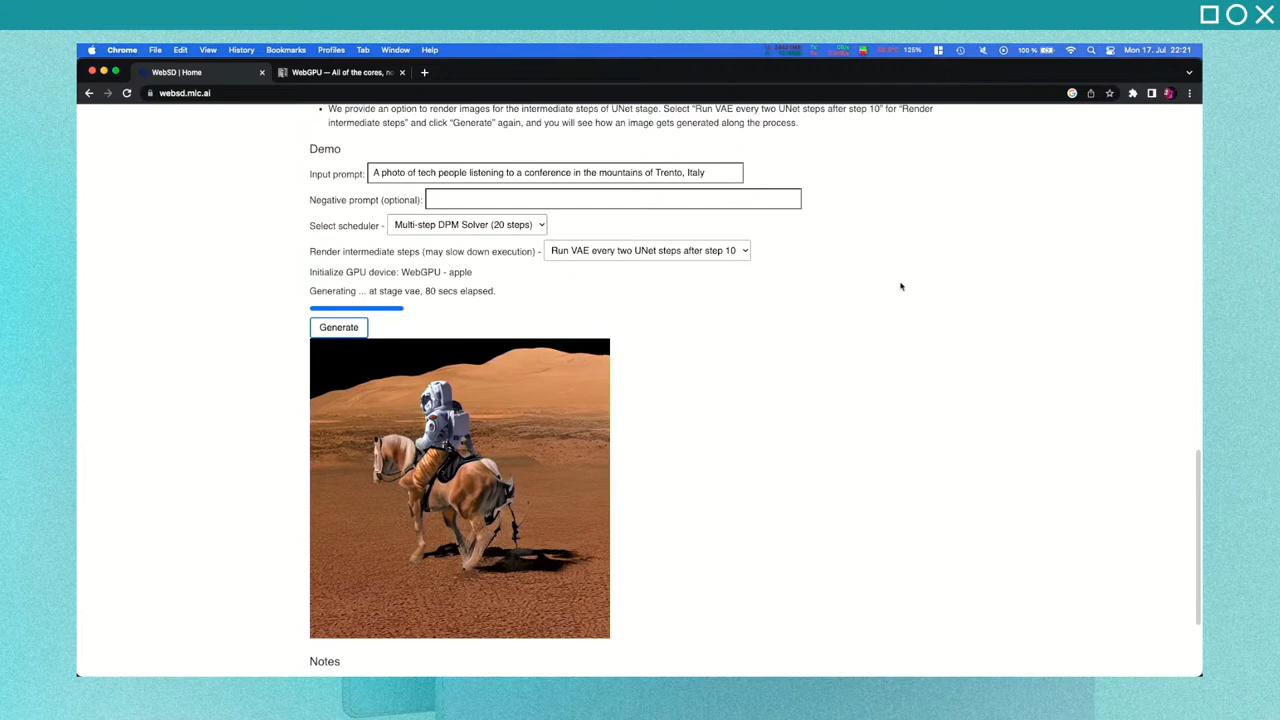 Chrome File Edit View History Bookmarks Profiles Tab Window Help
125% 100 % Mon 17. Jul 22:21
WebSD | Home
WebGPU — All of the cores, no
websd.mlc.ai
We provide an option to render images for the intermediate steps of UNet stage. Select "Run VAE every two UNet steps after step 10" for "Render
intermediate steps" and click "Generate" again, and you will see how an image gets generated along the process.
Demo
Input prompt: A photo of tech people listening to a conference in the mountains of Trento, Italy
Negative prompt (optional):
Select scheduler - Multi-step DPM Solver (20 steps)
Render intermediate steps (may slow down execution) - Run VAE every two UNet steps after step 10
Initialize GPU device: WebGPU - apple
Generating ... at stage vae, 80 secs elapsed.
Generate
Notes